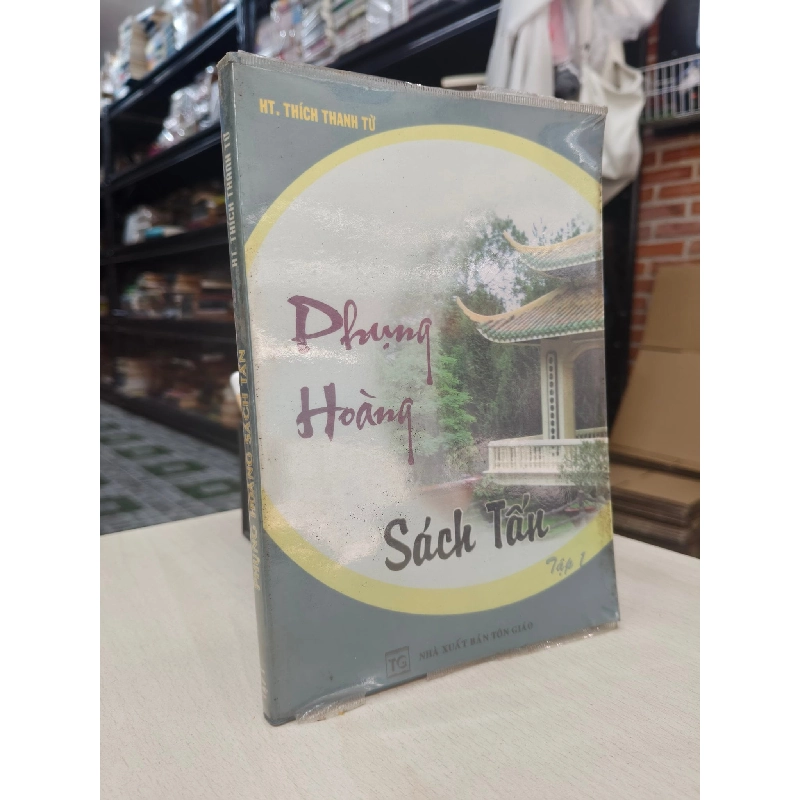 HT. THÍCH THANH TỪ
Phụng
Hoàng
Sách Tấn
Tập 1
TG
NHÀ XUẤT BẢN TÔN GIÁO
HT. THÍCH THANH TỪ
PHỤNG HOÀNG SÁCH TẤN